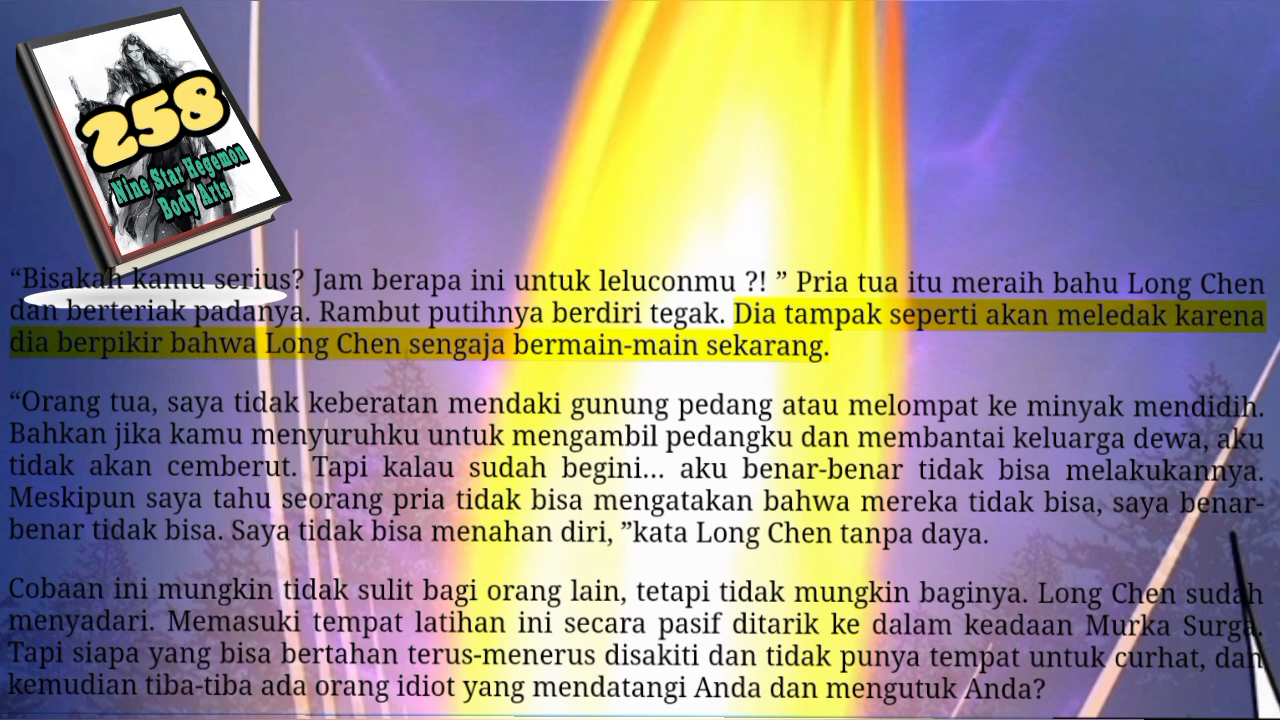 258
Nine Star Hegemon
Body Arts
“Bisakah kamu serius? Jam berapa ini untuk leluconmu ?! ” Pria tua itu meraih bahu Long Chen
dan berteriak padanya. Rambut putihnya berdiri tegak. Dia tampak seperti akan meledak karena
dia berpikir bahwa Long Chen sengaja bermain-main sekarang.
“Orang tua, saya tidak keberatan mendaki gunung pedang atau melompat ke minyak mendidih.
Bahkan jika kamu menyuruhku untuk mengambil pedangku dan membantai keluarga dewa, aku
tidak akan cemberut. Tapi kalau sudah begini… aku benar-benar tidak bisa melakukannya.
Meskipun saya tahu seorang pria tidak bisa mengatakan bahwa mereka tidak bisa, saya benar-
benar tidak bisa. Saya tidak bisa menahan diri, ”kata Long Chen tanpa daya.
Cobaan ini mungkin tidak sulit bagi orang lain, tetapi tidak mungkin baginya. Long Chen sudah
menyadari. Memasuki tempat latihan ini secara pasif ditarik ke dalam keadaan Murka Surga.
Tapi siapa yang bisa bertahan terus-menerus disakiti dan tidak punya tempat untuk curhat, dan
kemudian tiba-tiba ada orang idiot yang mendatangi Anda dan mengutuk Anda?